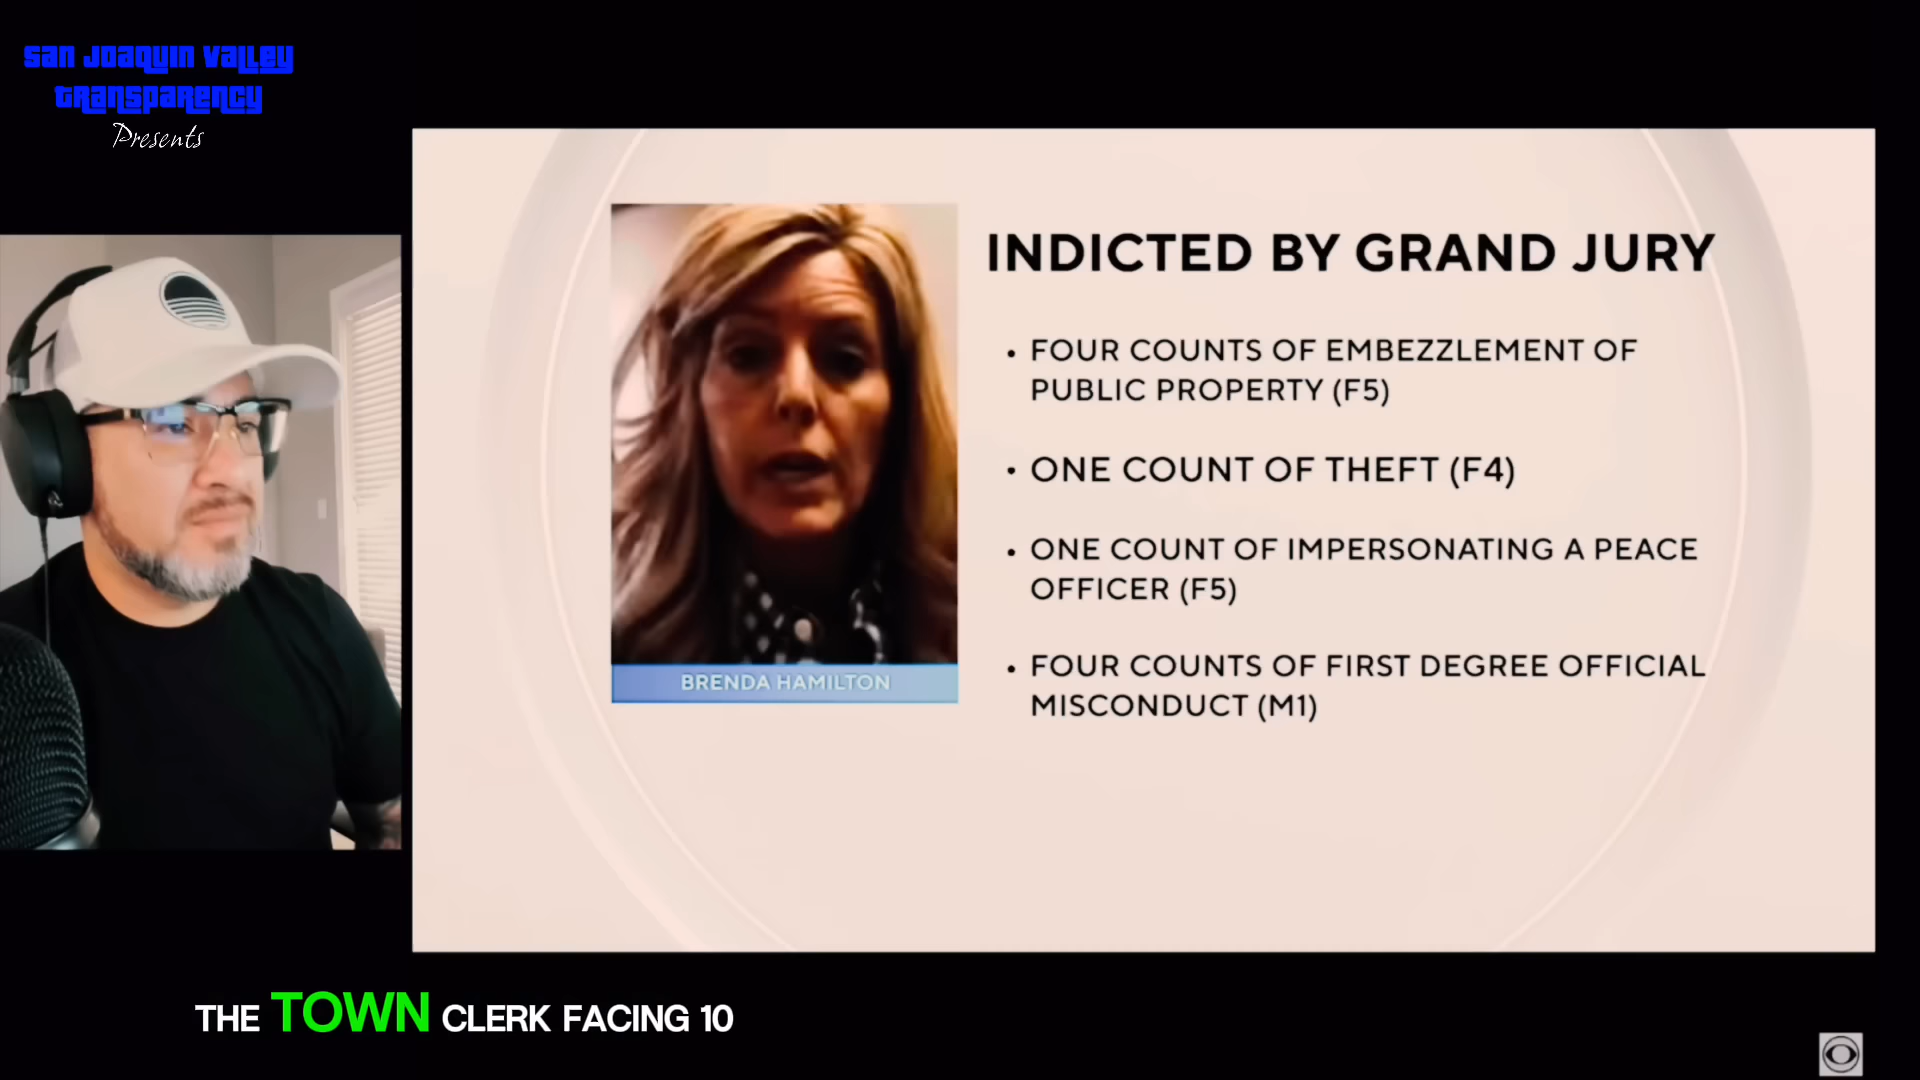 San Joaquin Valley
Transparency
Presents
INDICTED BY GRAND JURY
• FOUR COUNTS OF EMBEZZLEMENT OF
PUBLIC PROPERTY (F5)
• ONE COUNT OF THEFT (F4)
• ONE COUNT OF IMPERSONATING A PEACE
OFFICER (F5)
• FOUR COUNTS OF FIRST DEGREE OFFICIAL
MISCONDUCT (M1)
BRENDA HAMILTON
THE TOWN CLERK FACING 10